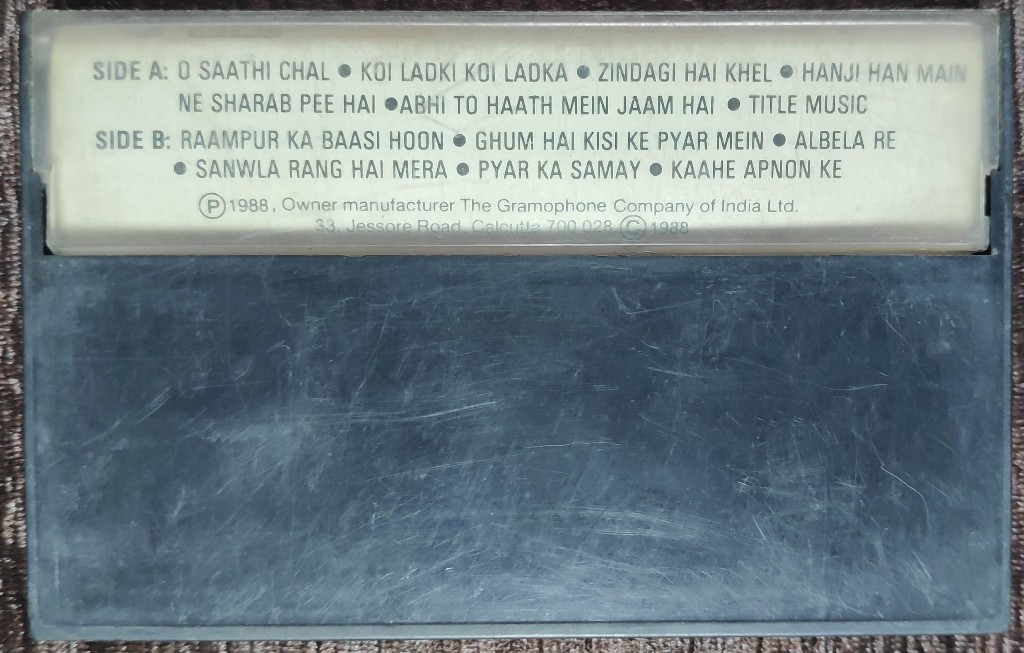 SIDE A: O SAATHI CHAL ● KOI LADKI KOI LADKA ● ZINDAGI HAI KHEL ● HANJI HAN MAIN
NE SHARAB PEE HAI ● ABHI TO HAATH MEIN JAAM HAI ● TITLE MUSIC
SIDE B: RAAMPUR KA BAASI HOON ● GHUM HAI KISI KE PYAR MEIN ● ALBELA RE
● SANWLA RANG HAI MERA ● PYAR KA SAMAY ● KAAHE APNON KE
Ⓟ 1988, Owner manufacturer The Gramophone Company of India Ltd.
33, Jessore Road, Calcutta 700 028 © 1988